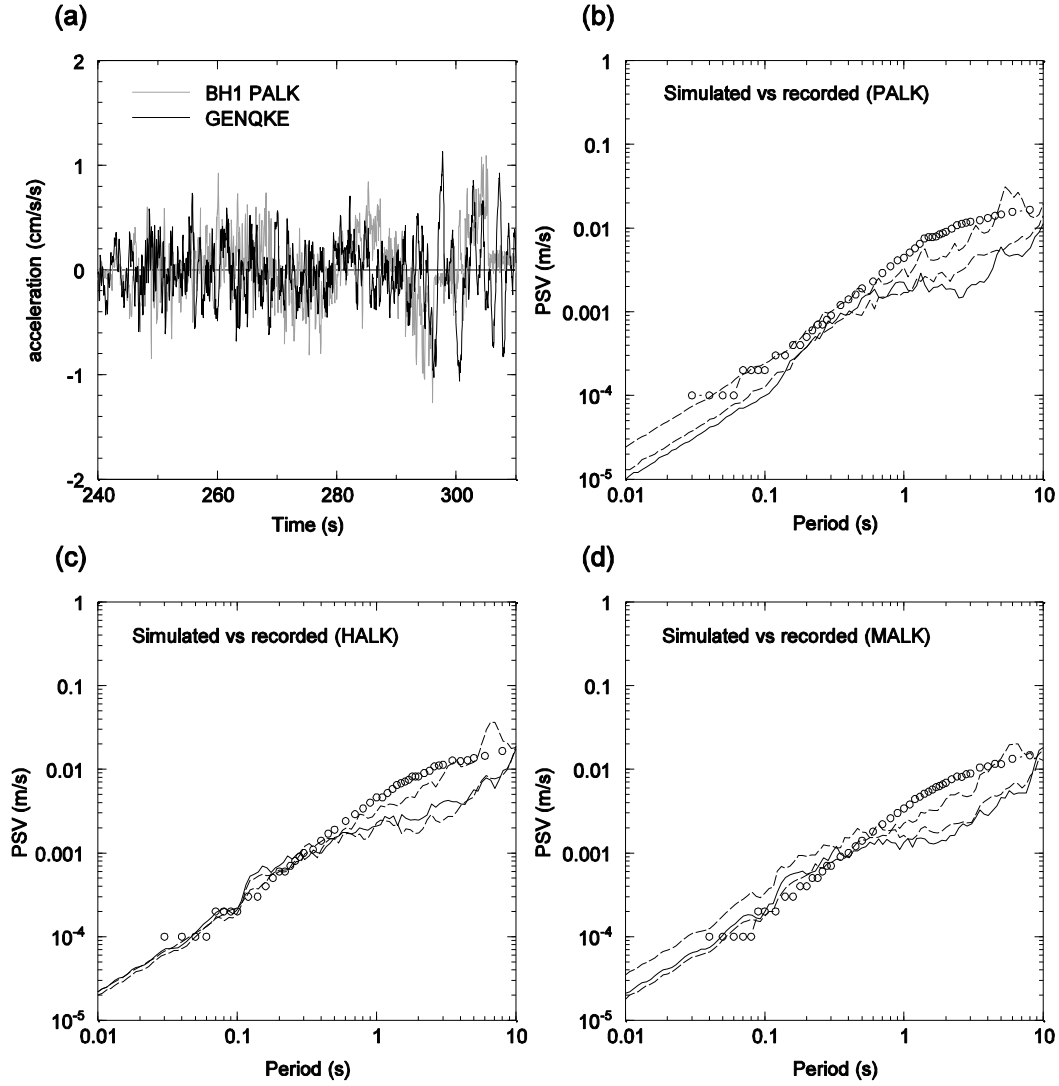 (a)
2
1
0
-1
-2
acceleration (cm/s/s)
BH1 PALK
GENQKE
240
260
280
300
Time (s)
(b)
1
0.1
0.01
0.001
10-4
10-5
PSV (m/s)
Simulated vs recorded (PALK)
0.01
0.1
1
10
Period (s)
(c)
1
0.1
0.01
0.001
10-4
10-5
PSV (m/s)
Simulated vs recorded (HALK)
0.01
0.1
1
10
Period (s)
(d)
1
0.1
0.01
0.001
10-4
10-5
PSV (m/s)
Simulated vs recorded (MALK)
0.01
0.1
1
10
Period (s)